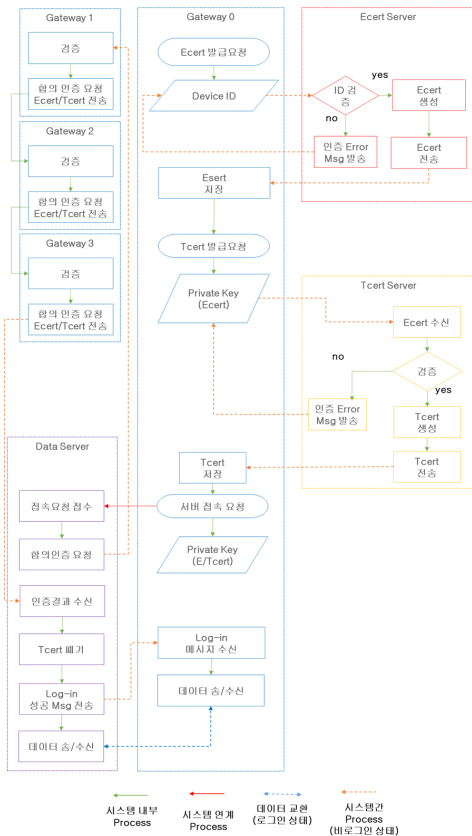 Gateway 1
검증
합의 인증 요청
Ecert/Tcert 전송
Gateway 2
검증
합의 인증 요청
Ecert/Tcert 전송
Gateway 3
검증
합의 인증 요청
Ecert/Tcert 전송
Gateway 0
Ecert 발급요청
Device ID
Esert
저장
Tcert 발급요청
Private Key
(Ecert)
Tcert
저장
서버 접속 요청
Private Key
(E/Tcert)
Log-in
메시지 수신
데이터 송/수신
Ecert Server
ID 검
증
yes
no
Ecert
생성
인증 Error
Msg 발송
Ecert
전송
Tcert Server
Ecert 수신
no
검증
yes
인증 Error
Msg 발송
Tcert
생성
Tcert
전송
Data Server
접속요청 접수
합의인증 요청
인증결과 수신
Tcert 폐기
Log-in
성공 Msg 전송
데이터 송/수신
시스템 내부
Process
시스템 연계
Process
데이터 교환
(로그인 상태)
시스템간
Process
(비로그인 상태)